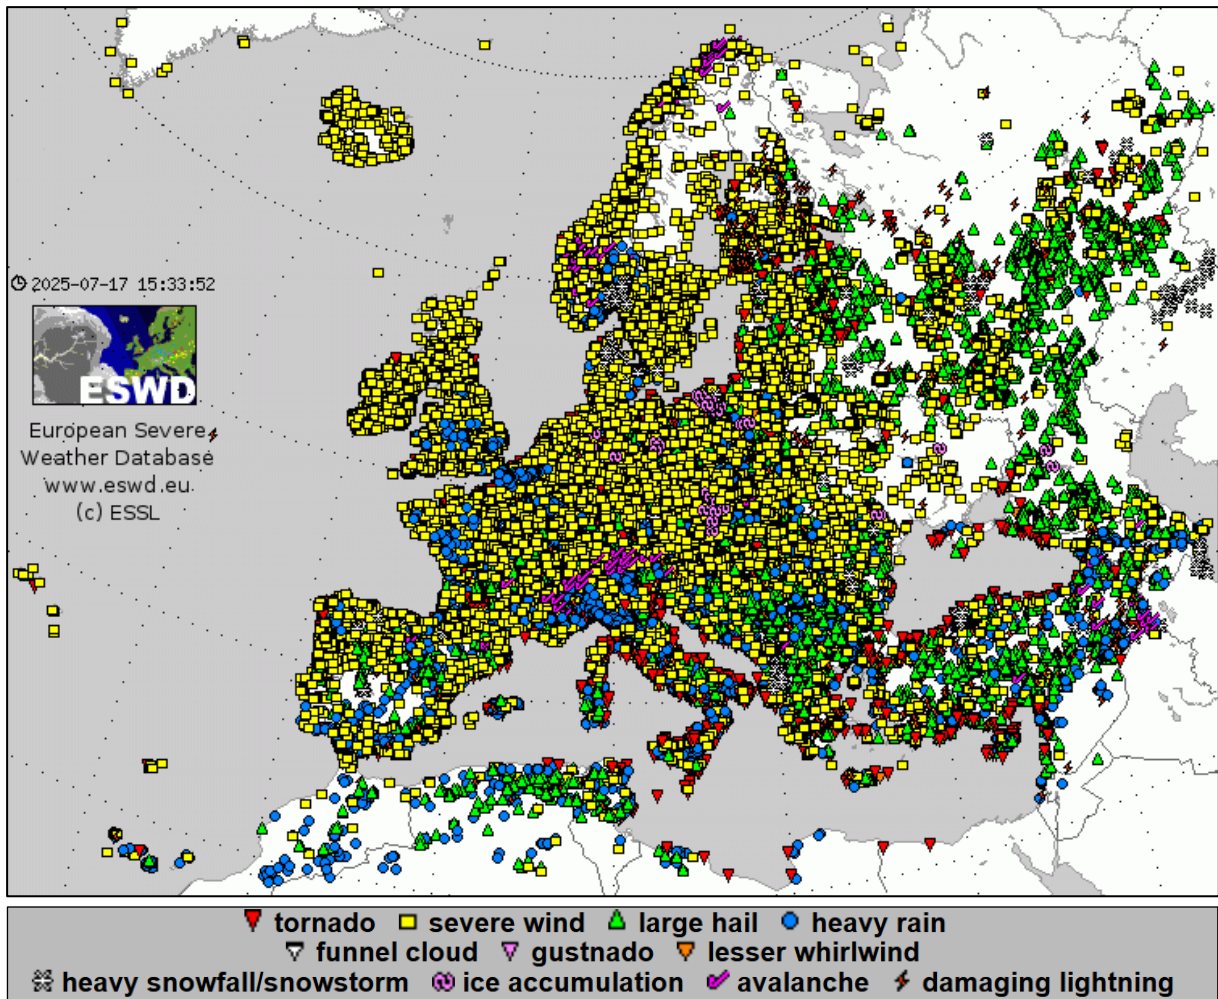 2025-07-17 15:33:52
ESWD
European Severe
Weather Database
www.eswd.eu
(c) ESSL
tornado severe wind large hail heavy rain
funnel cloud gustnado lesser whirlwind
heavy snowfall/snowstorm ice accumulation avalanche damaging lightning